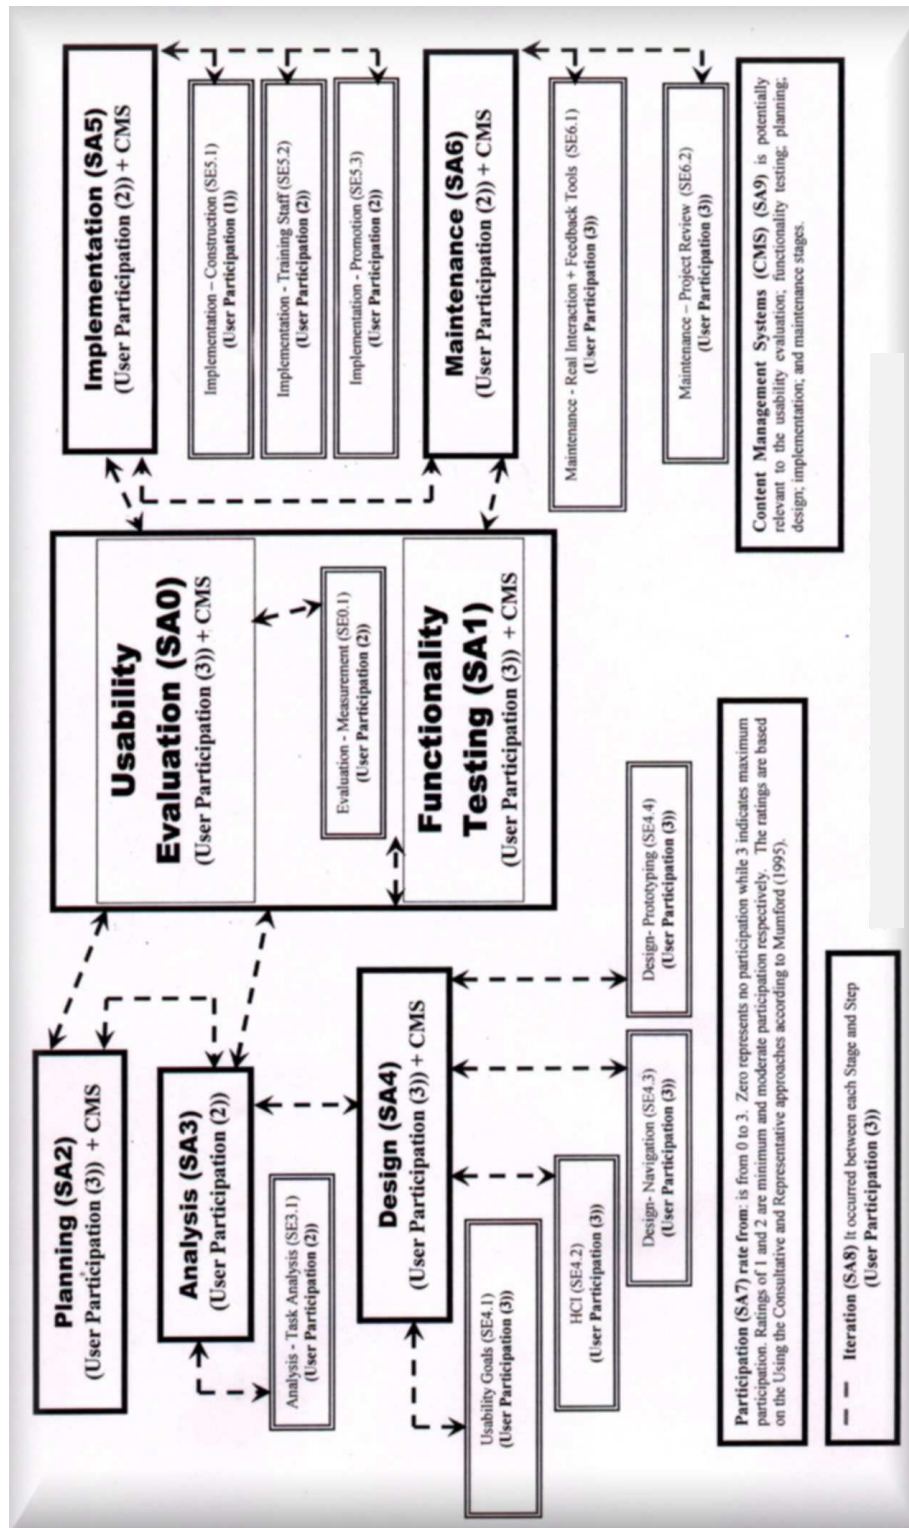 Planning (SA2)
(User Participation (3)) + CMS
Analysis (SA3)
(User Participation (2))
Analysis - Task Analysis (SE3.1)
(User Participation (2))
Design (SA4)
(User Participation (3)) + CMS
Usability Goals (SE4.1)
(User Participation (3))
HCI (SE4.2)
(User Participation (3))
Design- Navigation (SE4.3)
(User Participation (3))
Design- Prototyping (SE4.4)
(User Participation (3))
Usability
Evaluation (SA0)
(User Participation (3)) + CMS
Evaluation - Measurement (SE0.1)
(User Participation (2))
Functionality
Testing (SA1)
(User Participation (3)) + CMS
Implementation (SA5)
(User Participation (2)) + CMS
Implementation – Construction (SE5.1)
(User Participation (1))
Implementation - Training Staff (SE5.2)
(User Participation (2))
Implementation - Promotion (SE5.3)
(User Participation (2))
Maintenance (SA6)
(User Participation (2)) + CMS
Maintenance - Real Interaction + Feedback Tools (SE6.1)
(User Participation (3))
Maintenance – Project Review (SE6.2)
(User Participation (3))
Content Management Systems (CMS) (SA9) is potentially
relevant to the usability evaluation; functionality testing; planning;
design; implementation; and maintenance stages.
Participation (SA7) rate from: is from 0 to 3. Zero represents no participation while 3 indicates maximum
participation. Ratings of 1 and 2 are minimum and moderate participation respectively. The ratings are based
on the Using the Consultative and Representative approaches according to Mumford (1995).
Iteration (SA8) It occurred between each Stage and Step
(User Participation (3))